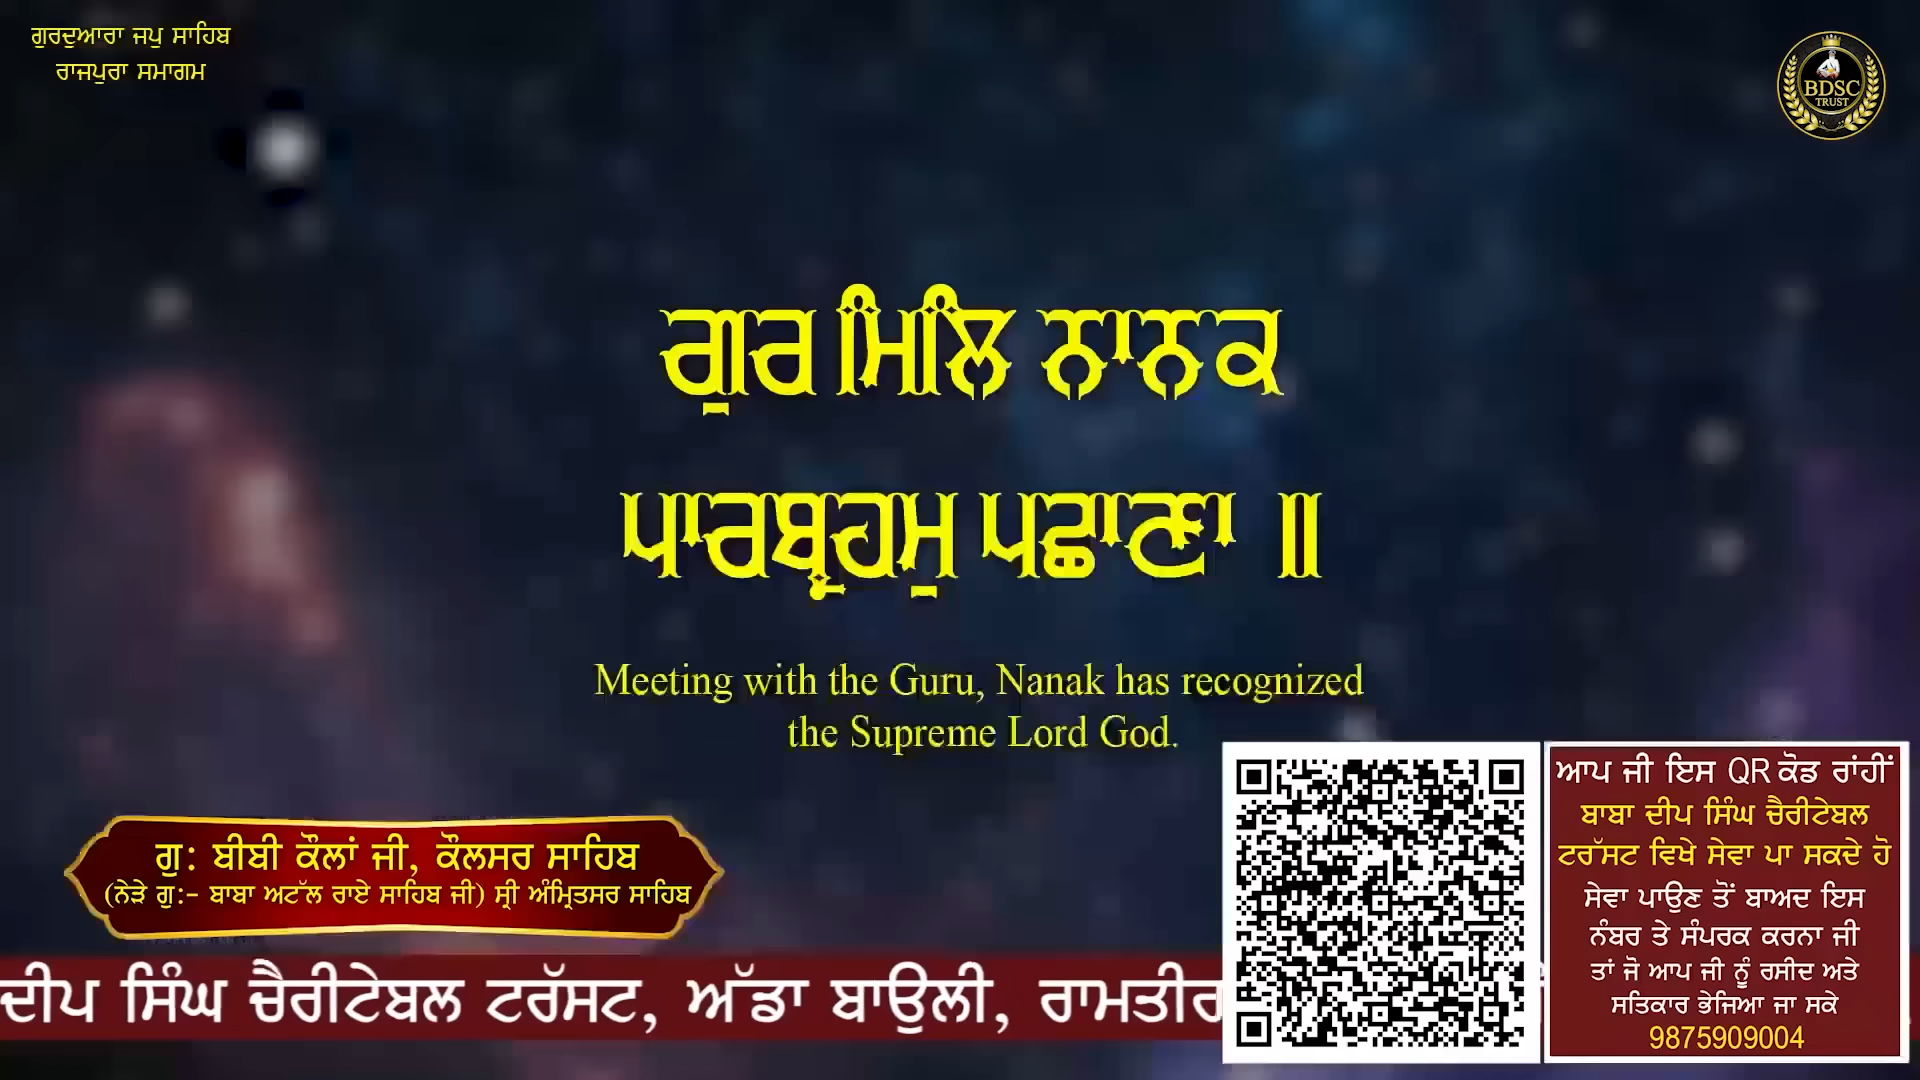 ਗੁਰਦੁਆਰਾ ਜਪੁ ਸਾਹਿਬ
ਰਾਜਪੁਰਾ ਸਮਾਗਮ
BDSC
TRUST
ਗੁਰ ਮਿਲਿ ਨਾਨਕ
ਪਾਰਬ੍ਰਹਮੁ ਪਛਾਣਾ ॥
Meeting with the Guru, Nanak has recognized
the Supreme Lord God.
ਗੁ: ਬੀਬੀ ਕੌਲਾਂ ਜੀ, ਕੌਲਸਰ ਸਾਹਿਬ
(ਨੇੜੇ ਗੁ:- ਬਾਬਾ ਅਟੱਲ ਰਾਏ ਸਾਹਿਬ ਜੀ) ਸ੍ਰੀ ਅੰਮ੍ਰਿਤਸਰ ਸਾਹਿਬ
ਦੀਪ ਸਿੰਘ ਚੈਰੀਟੇਬਲ ਟਰੱਸਟ, ਅੱਡਾ ਬਾਉਲੀ, ਰਾਮਤੀਰ
ਆਪ ਜੀ ਇਸ QR ਕੋਡ ਰਾਂਹੀਂ
ਬਾਬਾ ਦੀਪ ਸਿੰਘ ਚੈਰੀਟੇਬਲ
ਟਰੱਸਟ ਵਿਖੇ ਸੇਵਾ ਪਾ ਸਕਦੇ ਹੋ
ਸੇਵਾ ਪਾਉਣ ਤੋਂ ਬਾਅਦ ਇਸ
ਨੰਬਰ ਤੇ ਸੰਪਰਕ ਕਰਨਾ ਜੀ
ਤਾਂ ਜੋ ਆਪ ਜੀ ਨੂੰ ਰਸੀਦ ਅਤੇ
ਸਤਿਕਾਰ ਭੇਜਿਆ ਜਾ ਸਕੇ
9875909004